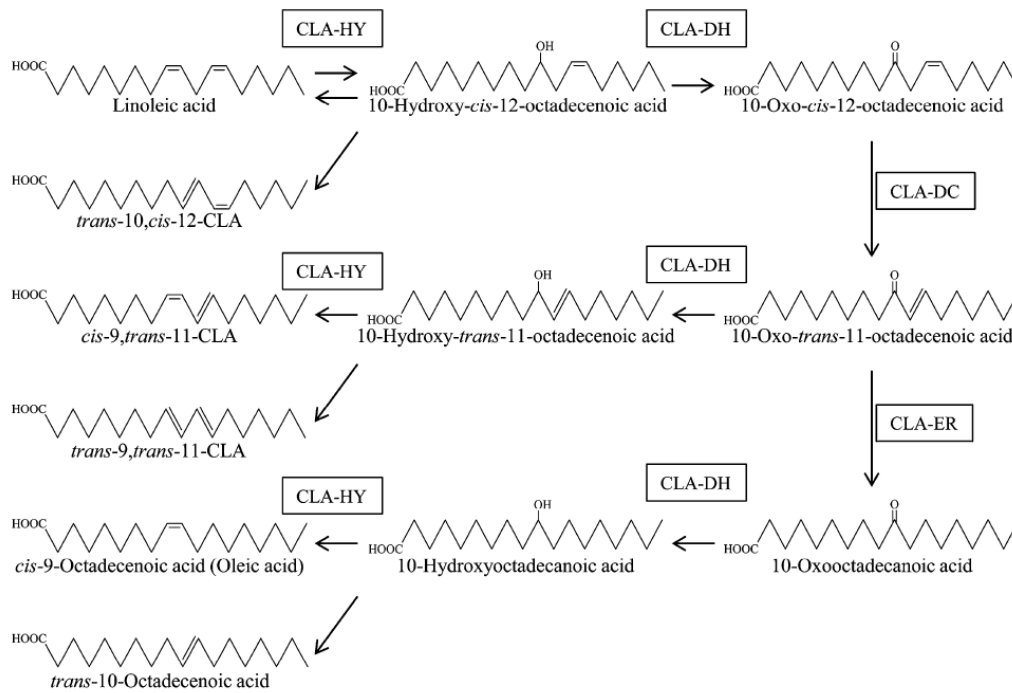 CLA-HY
CLA-DH
HOOC
OH
O
HOOC
HOOC
Linoleic acid
10-Hydroxy-cis-12-octadecenoic acid
10-Oxo-cis-12-octadecenoic acid
HOOC
trans-10,cis-12-CLA
CLA-DC
CLA-HY
CLA-DH
HOOC
OH
O
HOOC
HOOC
cis-9,trans-11-CLA
10-Hydroxy-trans-11-octadecenoic acid
10-Oxo-trans-11-octadecenoic acid
HOOC
trans-9,trans-11-CLA
CLA-ER
CLA-HY
CLA-DH
HOOC
OH
O
HOOC
HOOC
cis-9-Octadecenoic acid (Oleic acid)
10-Hydroxyoctadecanoic acid
10-Oxooctadecanoic acid
HOOC
trans-10-Octadecenoic acid